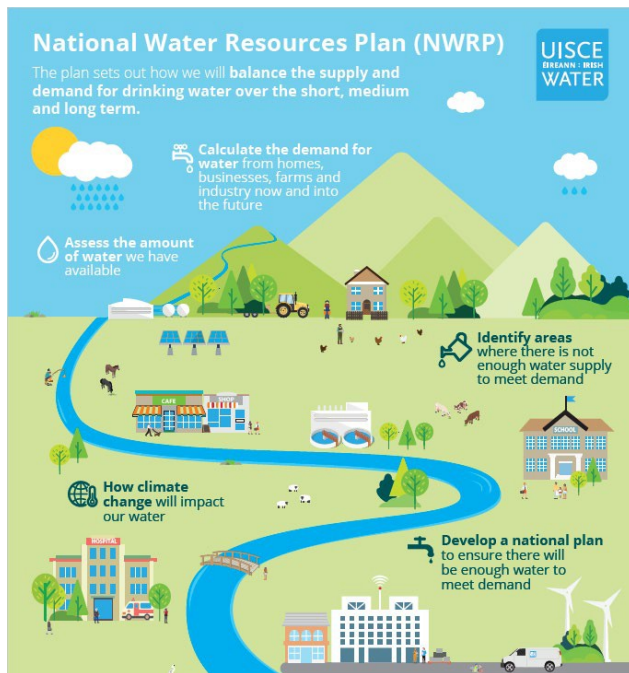 National Water Resources Plan (NWRP)
The plan sets out how we will balance the supply and
demand for drinking water over the short, medium
and long term.
UISCE
ÉIREANN : IRISH
WATER
Calculate the demand for
water from homes,
businesses, farms and
industry now and into
the future
Assess the amount
of water we have
available
Identify areas
where there is not
enough water supply
to meet demand
CAFE
SHOP
SCHOOL
How climate
change will impact
our water
HOSPITAL
Develop a national plan
to ensure there will
be enough water to
meet demand